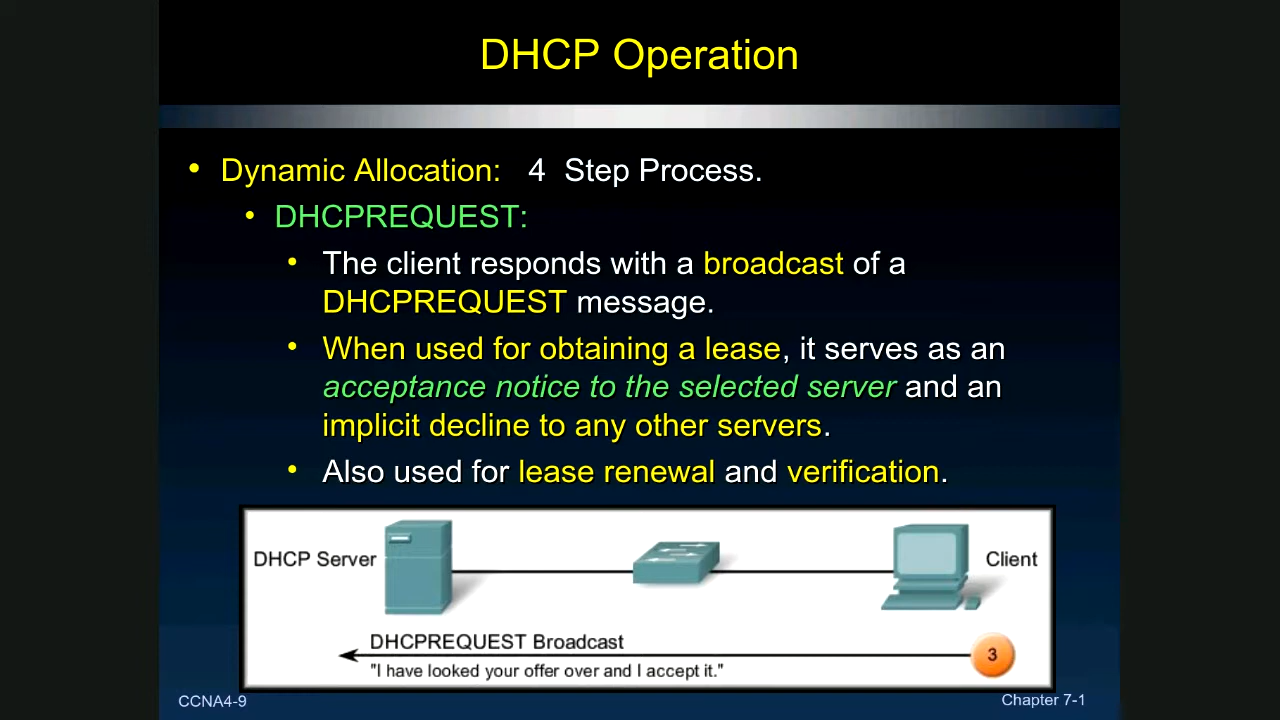 DHCP Operation
• Dynamic Allocation: 4 Step Process.
• DHCPREQUEST:
• The client responds with a broadcast of a
DHCPREQUEST message.
• When used for obtaining a lease, it serves as an
acceptance notice to the selected server and an
implicit decline to any other servers.
• Also used for lease renewal and verification.
DHCP Server
Client
DHCPREQUEST Broadcast
3
"I have looked your offer over and I accept it."
CCNA4-9
Chapter 7-1